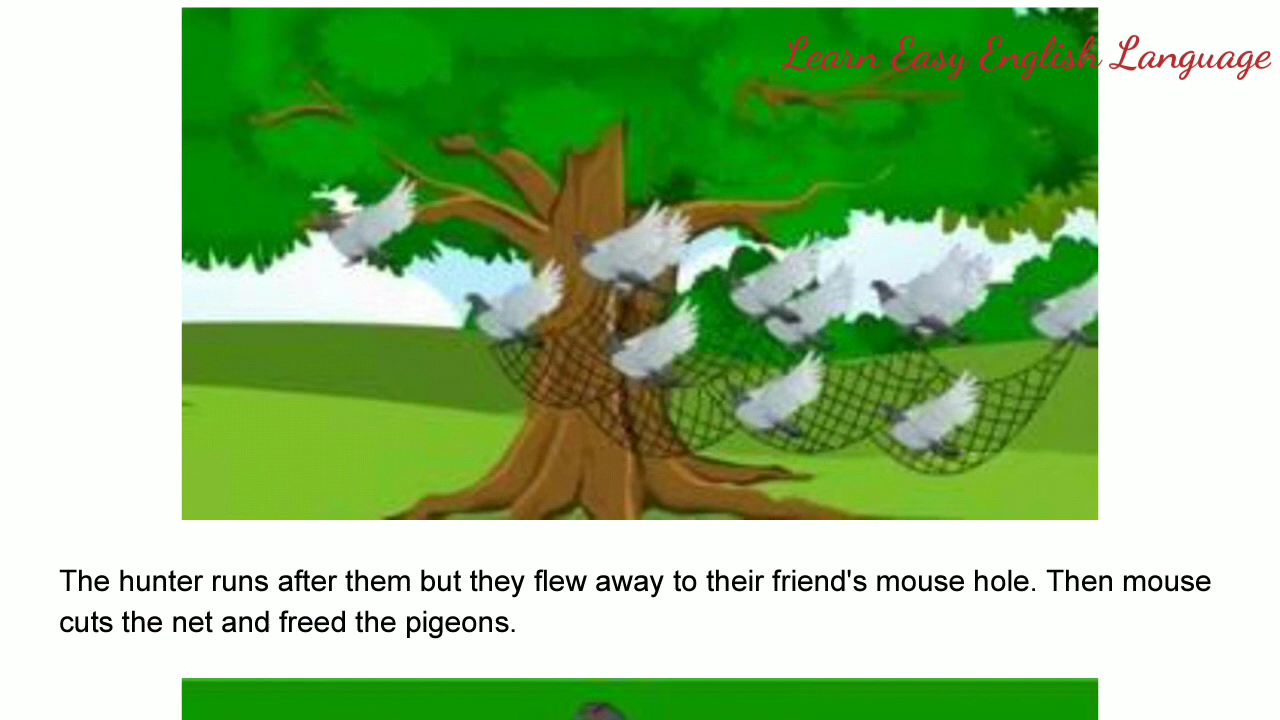 Learn Easy English Language
The hunter runs after them but they flew away to their friend's mouse hole. Then mouse
cuts the net and freed the pigeons.